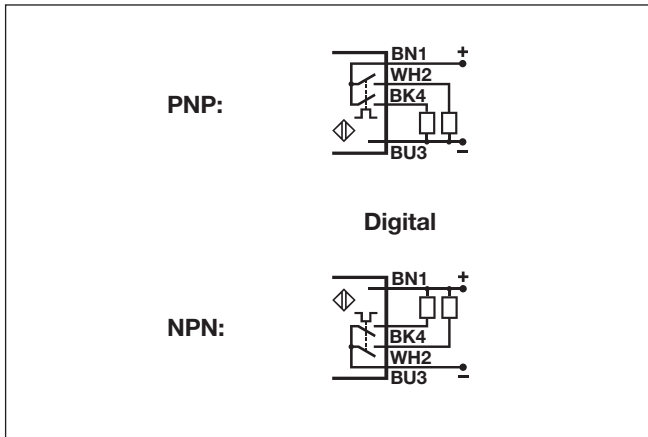 PNP:
BN1 +
WH2
BK4
BU3 −
Digital
NPN:
BN1 +
BK4
WH2
BU3 −